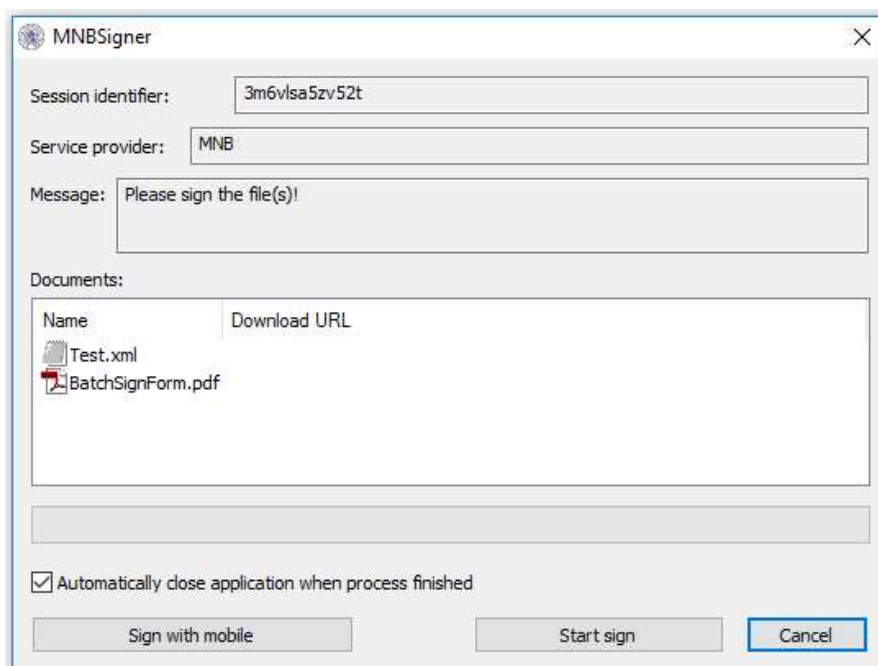 MNBSigner
Session identifier: 3m6vlsa5zv52t
Service provider: MNB
Message: Please sign the file(s)!
Documents:
Name Download URL
Test.xml
BatchSignForm.pdf
Automatically close application when process finished
Sign with mobile Start sign Cancel